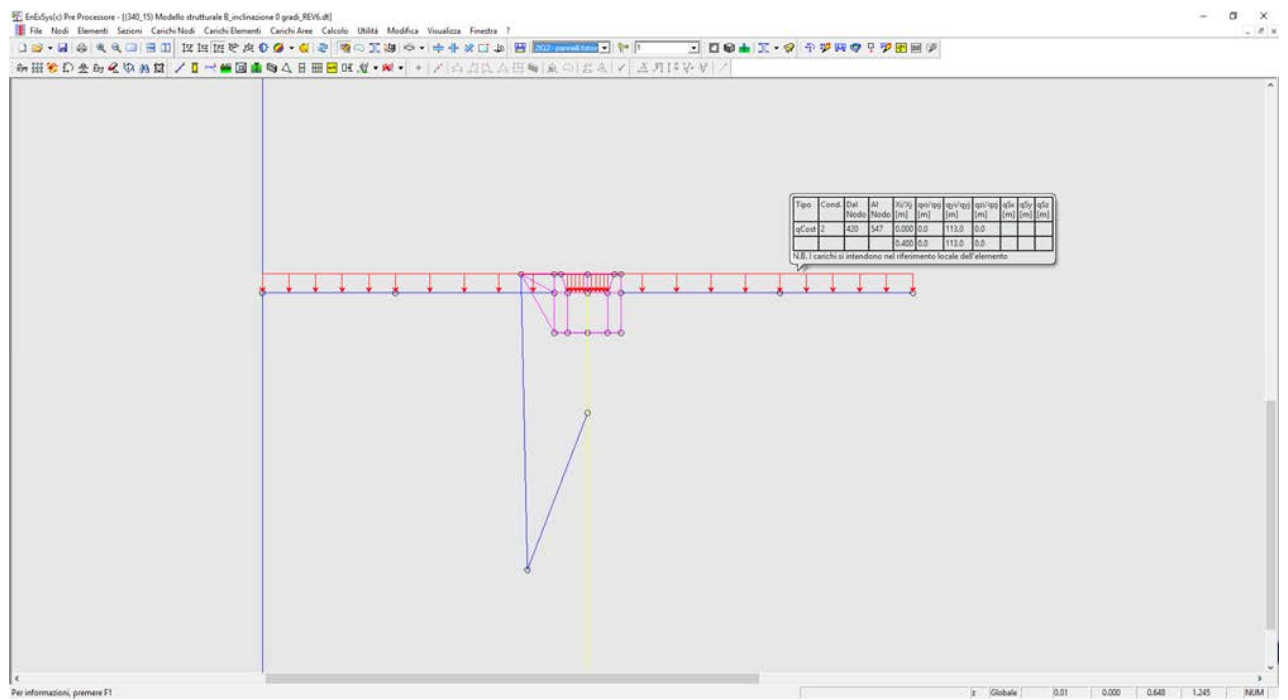 EnExSys(c) Pre Processore - [(340_15) Modello strutturale B_inclinazione 0 gradi_REV6.dt]
File Nodi Elementi Sezioni Carichi Nodi Carichi Elementi Carichi Aree Calcolo Utilità Modifica Visualizza Finestra ?
1
Tipo Cond. Dal Nodo Al Nodo Xi/Xj [m] qxi/qxj [m] qyi/qyj [m] qzi/qzj [m] qSx [m] qSy [m] qSz [m]
qCost 2 420 547 0.000 0.0 113.0 0.0
0.400 0.0 113.0 0.0
N.B. I carichi si intendono nel riferimento locale dell'elemento
Per informazioni, premere F1
z Globale 0.01 0.000 0.648 1.245 NUM